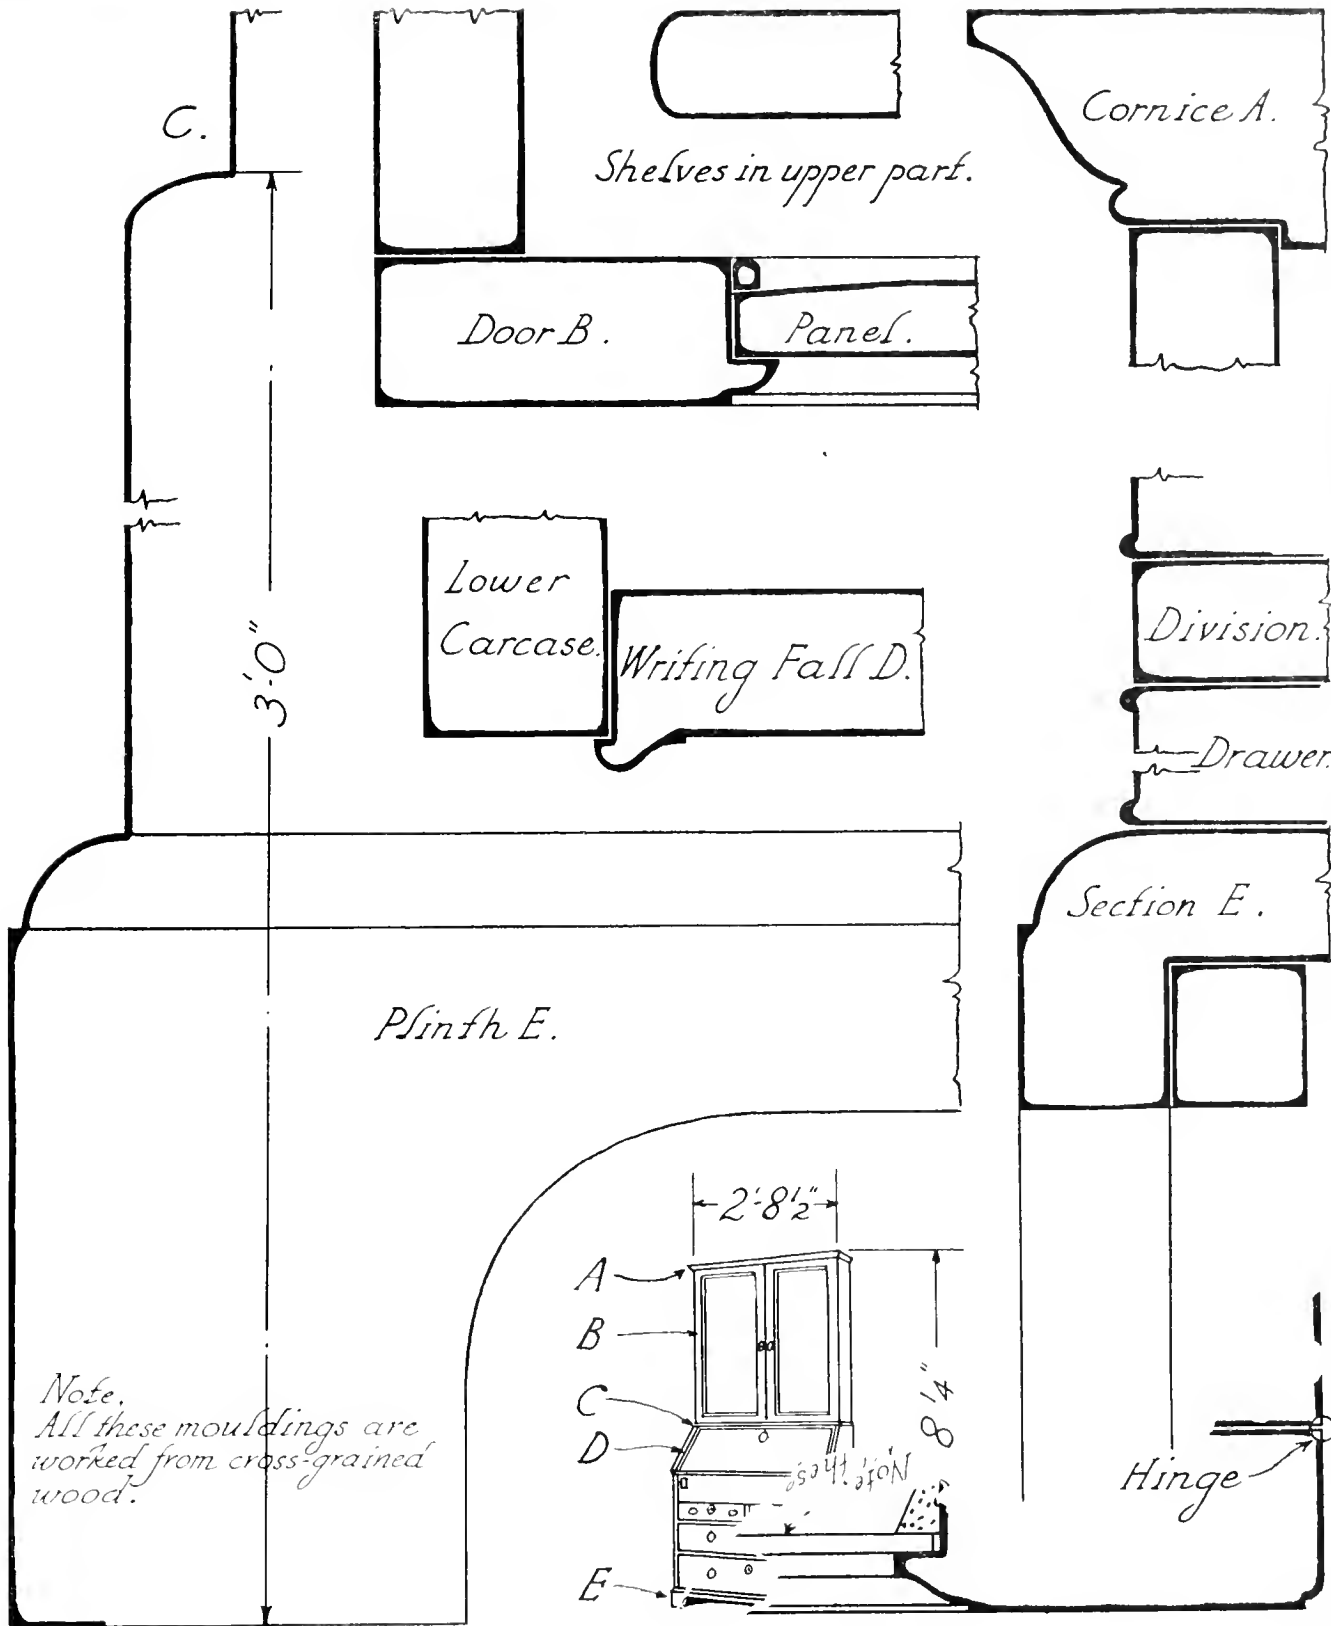 C.
Shelves in upper part.
Cornice A.
Door B.
Panel.
Lower
Carcase.
Writing Fall D.
Division.
Drawer.
3'-0"
Section E.
Plinth E.
2'-8½"
A
B
C
D
E
8 ¼"
Note these
Hinge
Note.
All these mouldings are
worked from cross-grained
wood.